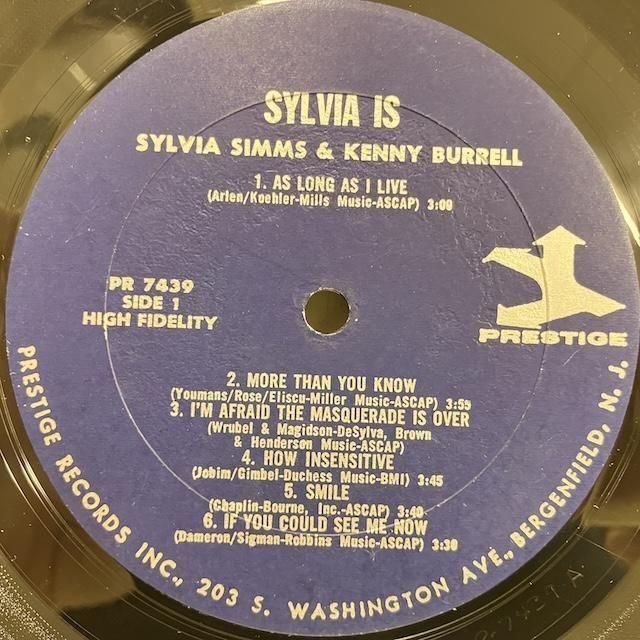 SYLVIA IS
SYLVIA SIMMS & KENNY BURRELL
1. AS LONG AS I LIVE
(Arlen/Koehler-Mills Music-ASCAP) 3:00
PR 7439
SIDE 1
HIGH FIDELITY
PRESTIGE
2. MORE THAN YOU KNOW
(Youmans/Rose/Eliscu-Miller Music-ASCAP) 3:55
3. I'M AFRAID THE MASQUERADE IS OVER
(Wrubel & Magidson-DeSylva, Brown
& Henderson Music-ASCAP)
4. HOW INSENSITIVE
(Jobim/Gimbel-Duchess Music-BMI) 3:45
5. SMILE
(Chaplin-Bourne, Inc.-ASCAP) 3:40
6. IF YOU COULD SEE ME NOW
(Dameron/Sigman-Robbins Music-ASCAP) 3:30
PRESTIGE RECORDS INC., 203 S. WASHINGTON AVE., BERGENFIELD, N. J.